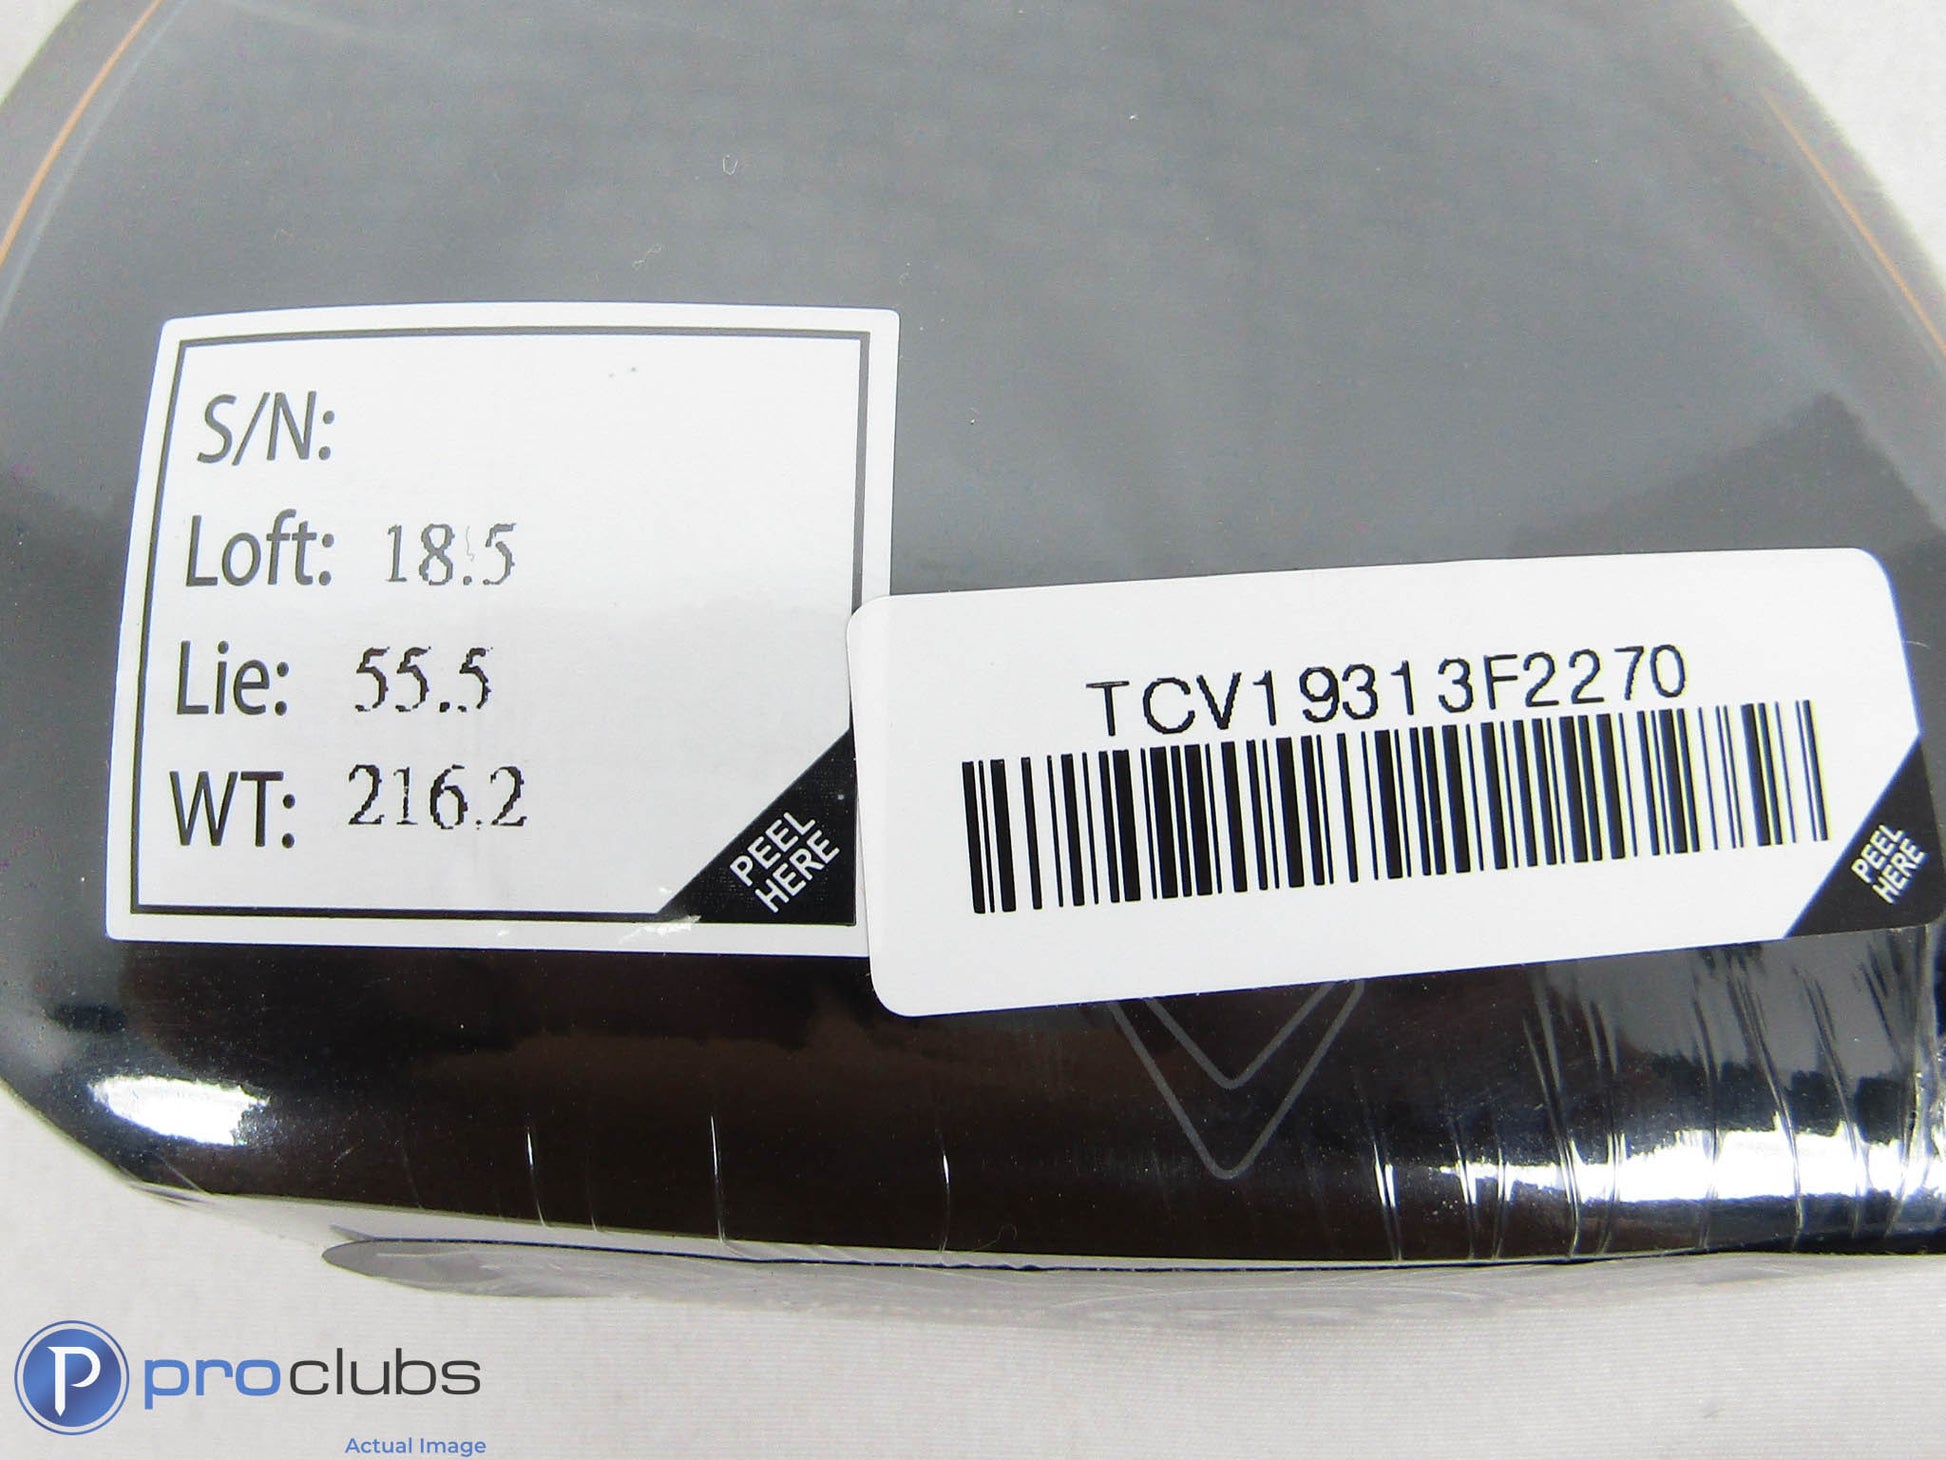 S/N:
Loft: 18.5
Lie: 55.5
WT: 216.2
PEEL
HERE
TCV19313F2270
PEEL
HERE
P proclubs
Actual Image